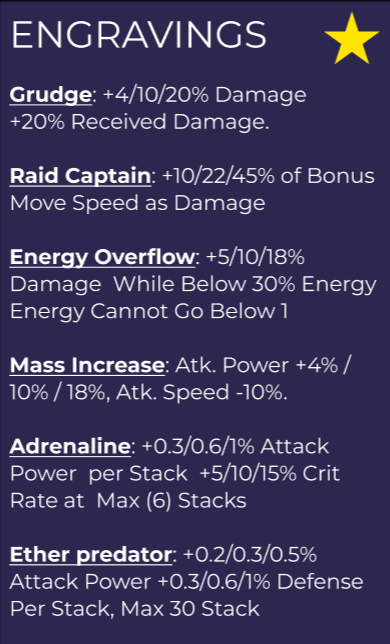 ENGRAVINGS
Grudge: +4/10/20% Damage
+20% Received Damage.
Raid Captain: +10/22/45% of Bonus
Move Speed as Damage
Energy Overflow: +5/10/18%
Damage  While Below 30% Energy
Energy Cannot Go Below 1
Mass Increase: Atk. Power +4% /
10% / 18%, Atk. Speed -10%.
Adrenaline: +0.3/0.6/1% Attack
Power  per Stack  +5/10/15% Crit
Rate at  Max (6) Stacks
Ether predator: +0.2/0.3/0.5%
Attack Power +0.3/0.6/1% Defense
Per Stack, Max 30 Stack